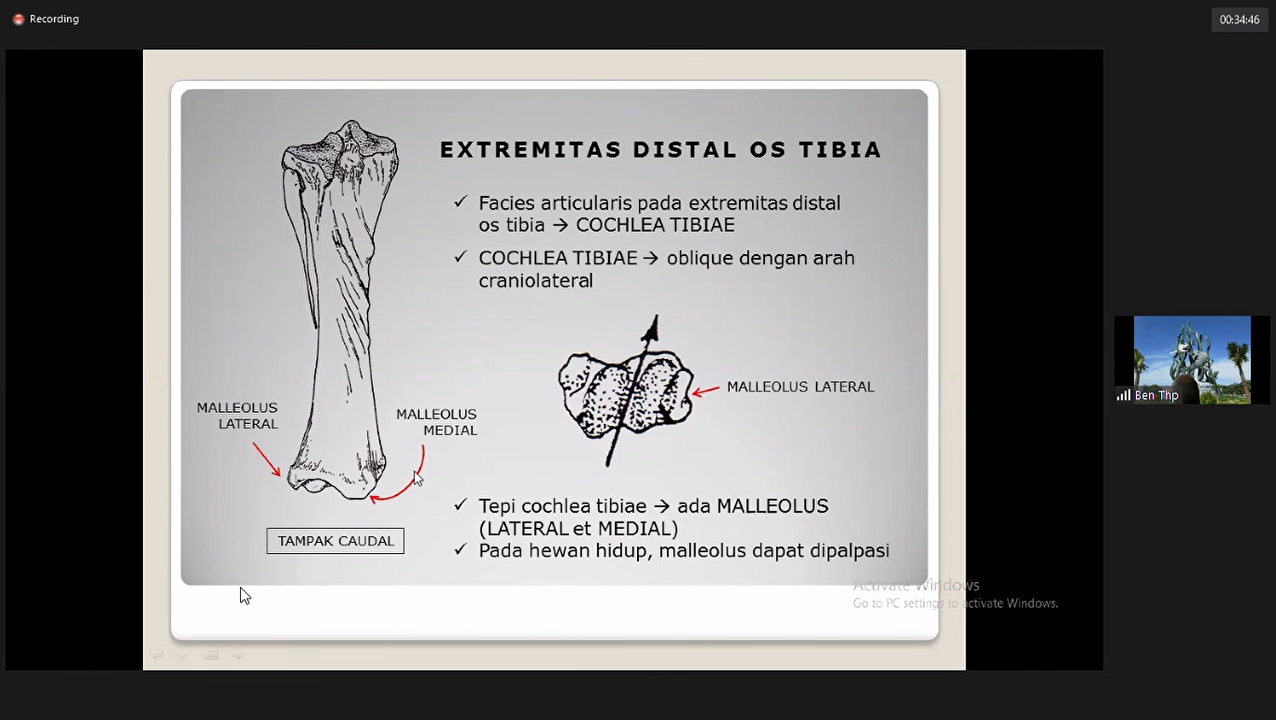 Recording
00:34:46
EXTREMITAS DISTAL OS TIBIA
✓ Facies articularis pada extremitas distal
os tibia → COCHLEA TIBIAE
✓ COCHLEA TIBIAE → oblique dengan arah
craniolateral
MALLEOLUS LATERAL
MALLEOLUS
LATERAL
MALLEOLUS
MEDIAL
TAMPAK CAUDAL
✓ Tepi cochlea tibiae → ada MALLEOLUS
(LATERAL et MEDIAL)
✓ Pada hewan hidup, malleolus dapat dipalpasi
Ben Thp
Activate Windows
Go to PC settings to activate Windows.